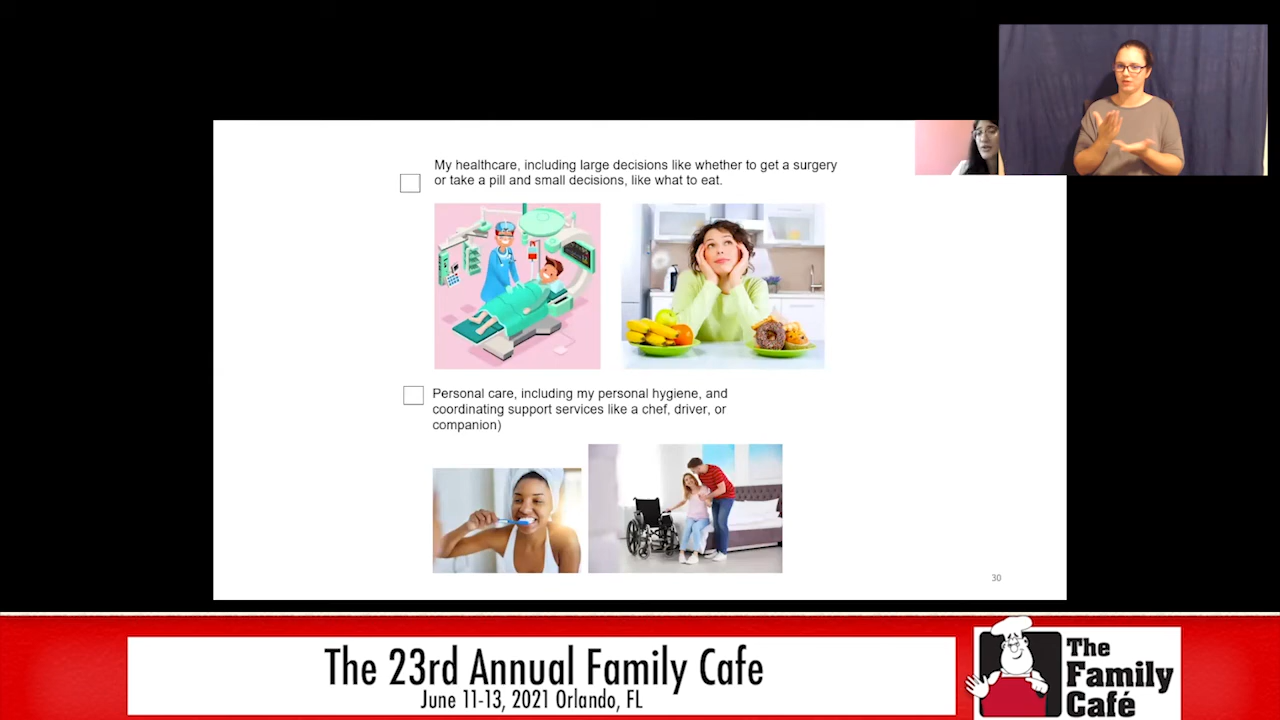 My healthcare, including large decisions like whether to get a surgery
or take a pill and small decisions, like what to eat.
Personal care, including my personal hygiene, and
coordinating support services like a chef, driver, or
companion)
30
The 23rd Annual Family Cafe
June 11-13, 2021 Orlando, FL
The
Family
Café